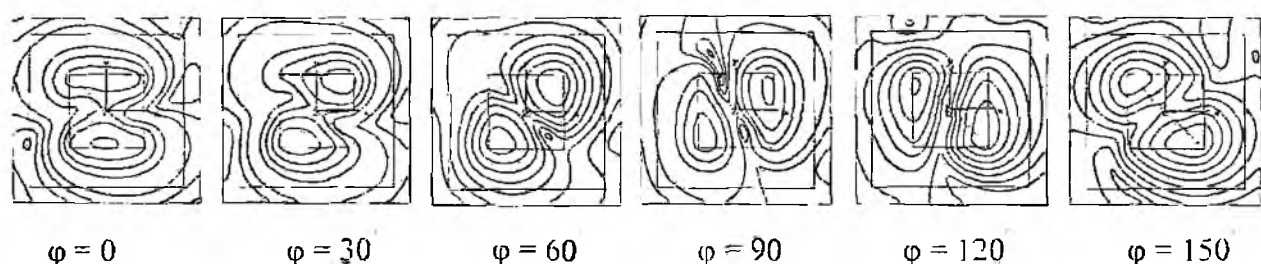 φ = 0 φ = 30 φ = 60 φ = 90 φ = 120 φ = 150